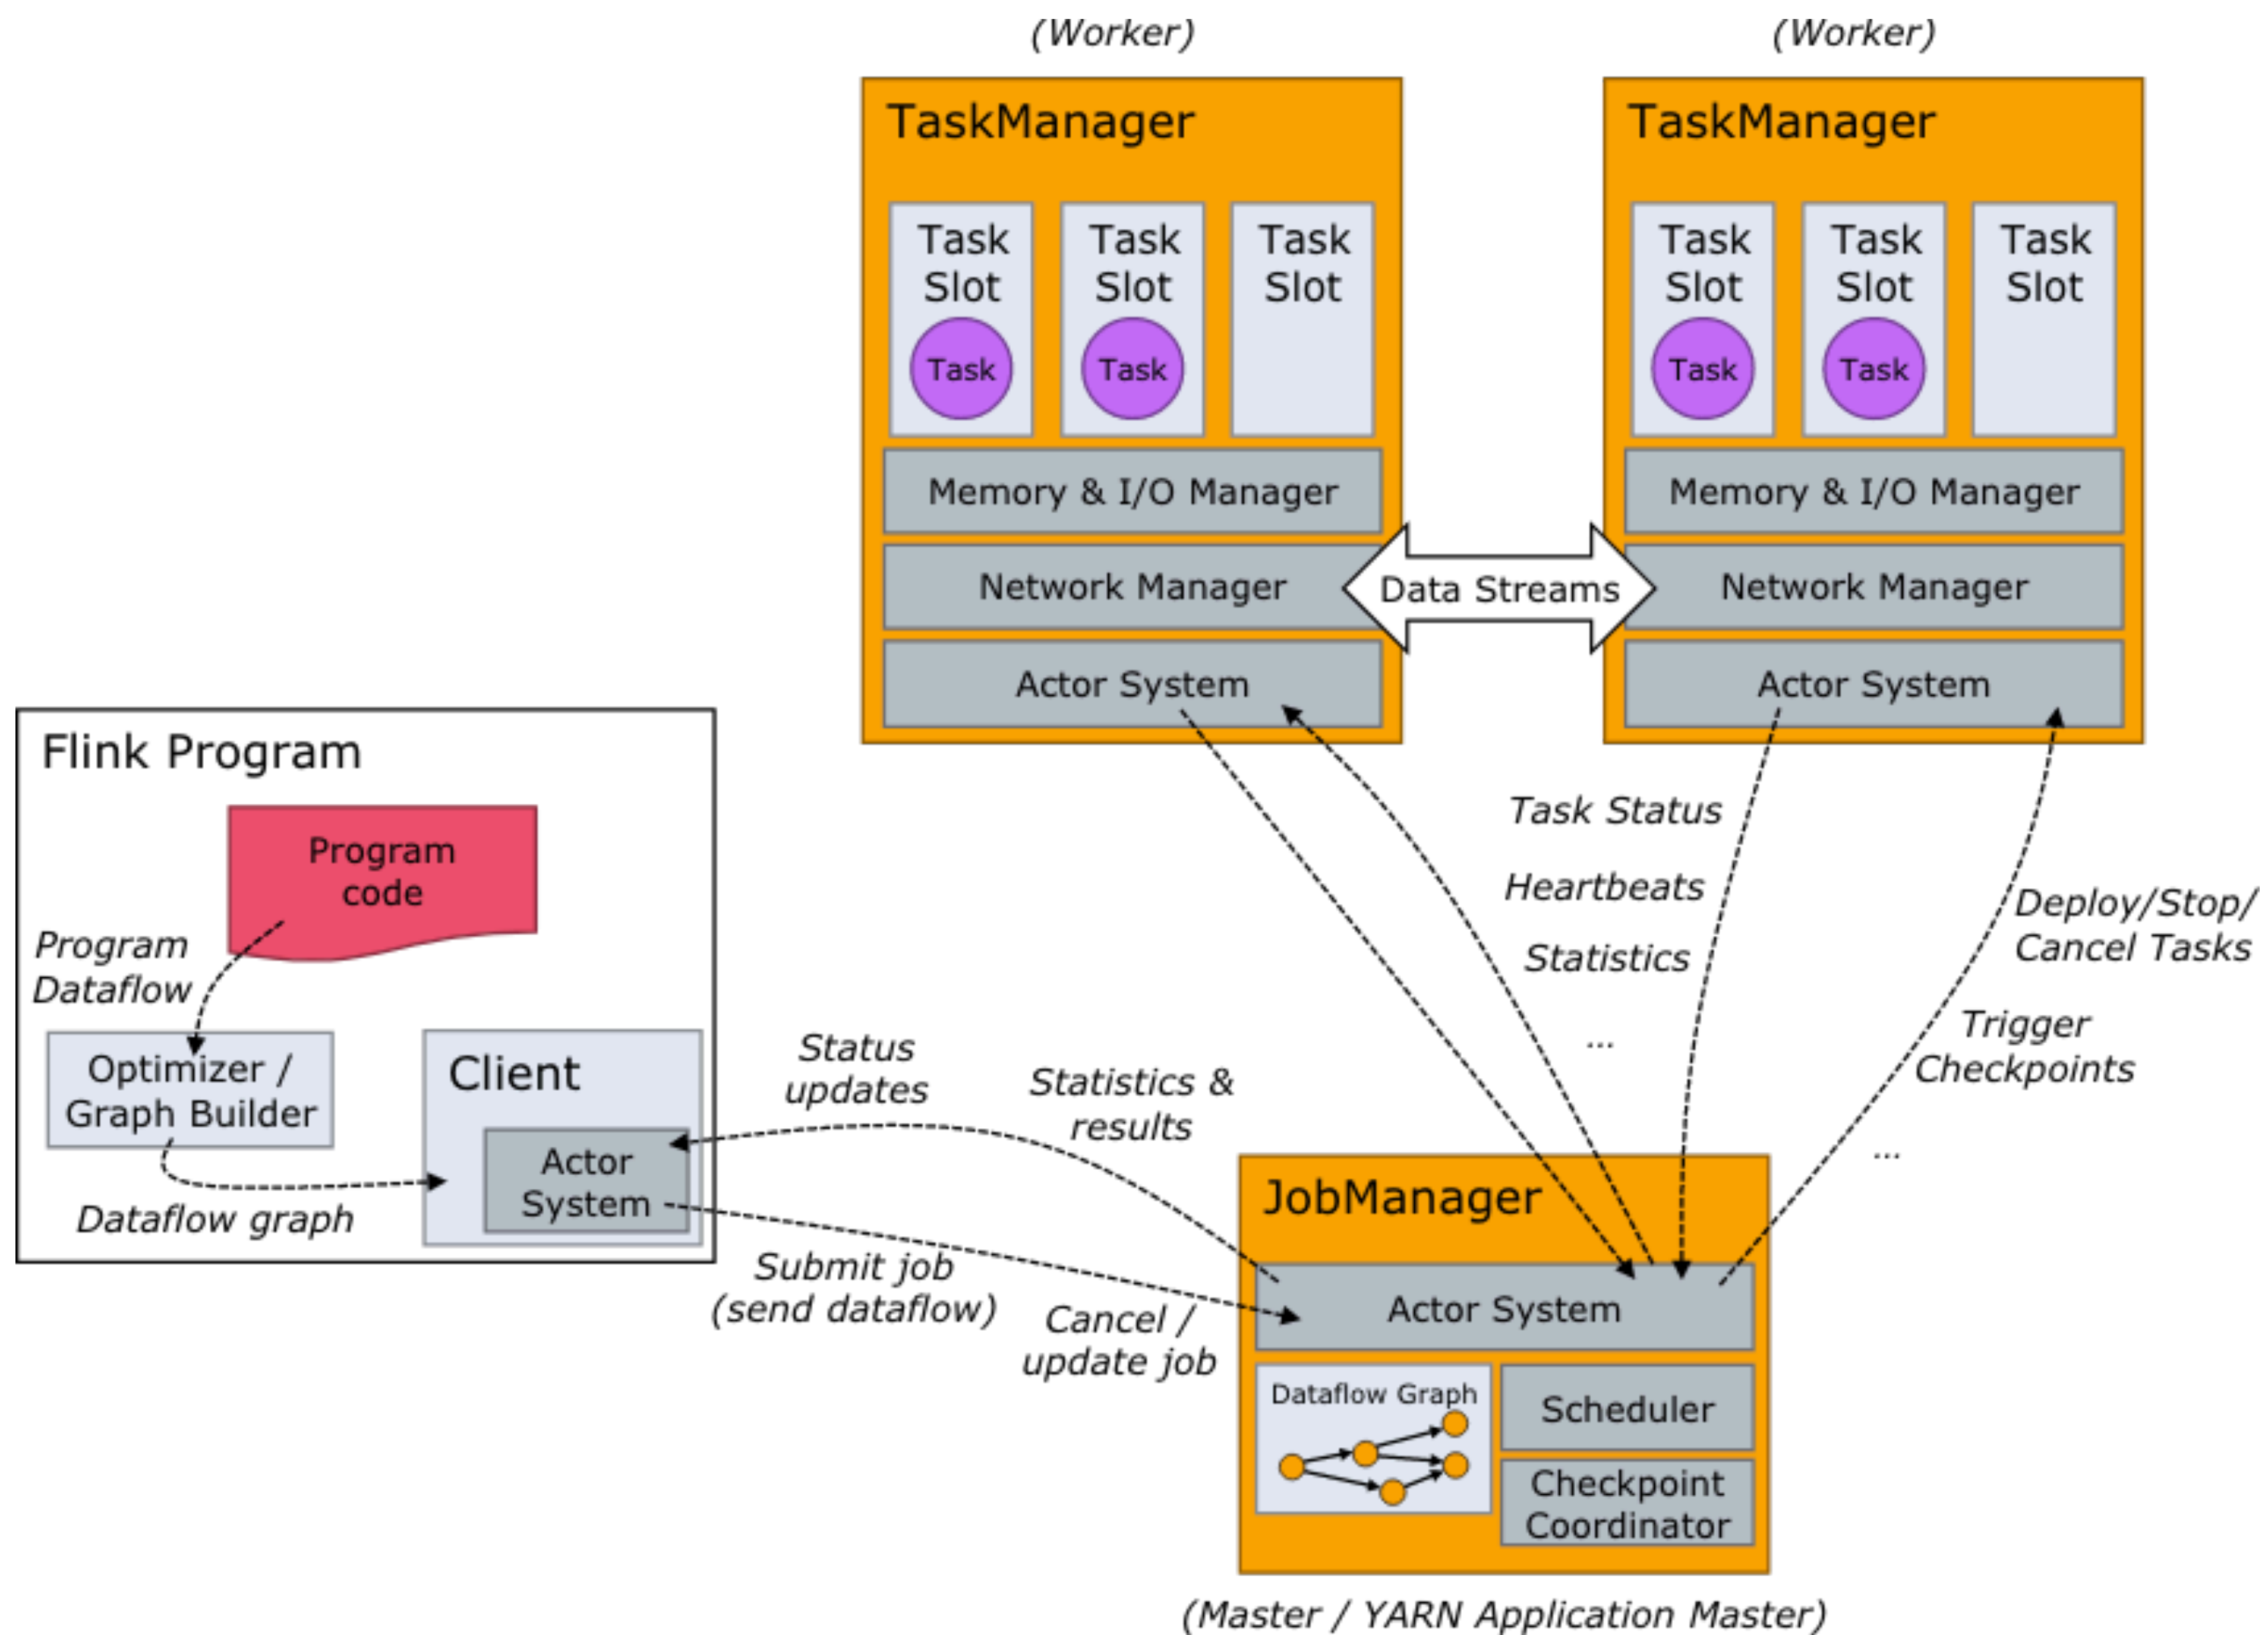 (Worker)
(Worker)
TaskManager
Task
Slot
Task
Task
Slot
Task
Task
Slot
Memory & I/O Manager
Network Manager
Actor System
Data Streams
TaskManager
Task
Slot
Task
Task
Slot
Task
Task
Slot
Memory & I/O Manager
Network Manager
Actor System
Flink Program
Program
code
Program
Dataflow
Optimizer /
Graph Builder
Dataflow graph
Client
Actor
System
Status
updates
Statistics &
results
Submit job
(send dataflow)
Cancel /
update job
Task Status
Heartbeats
Statistics
...
Deploy/Stop/
Cancel Tasks
Trigger
Checkpoints
...
JobManager
Actor System
Dataflow Graph
Scheduler
Checkpoint
Coordinator
(Master / YARN Application Master)